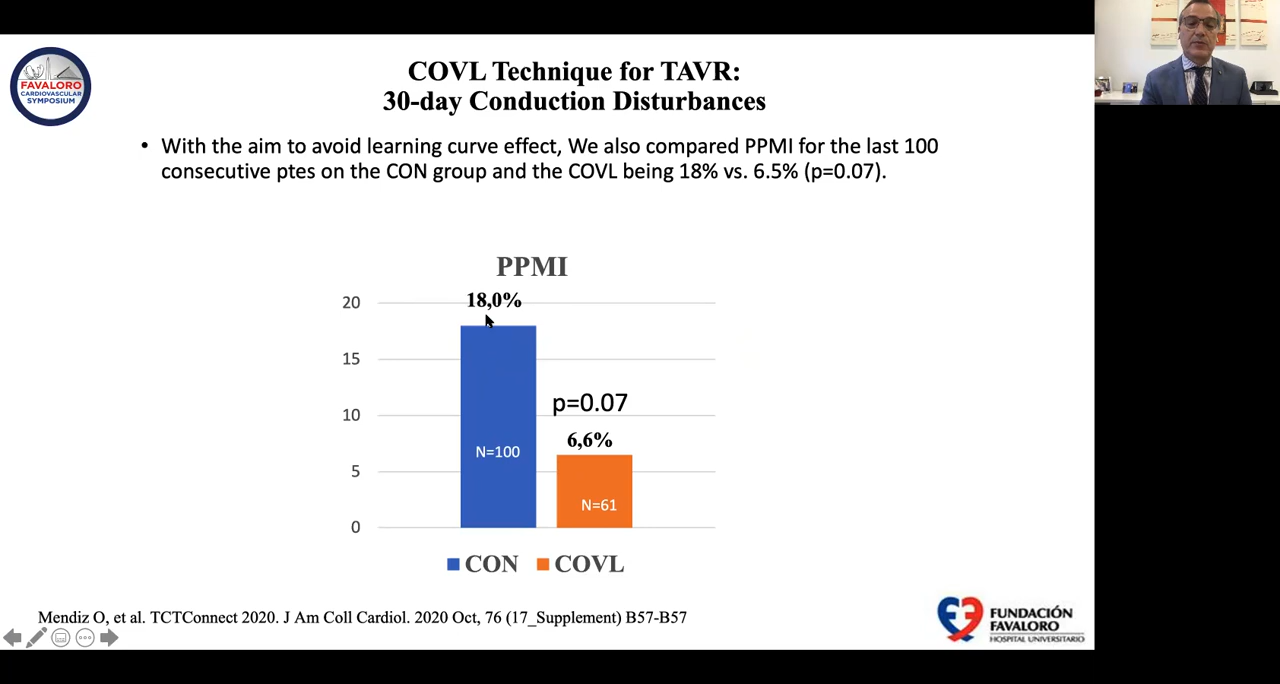 FAVALORO
CARDIOVASCULAR
SYMPOSIUM
COVL Technique for TAVR:
30-day Conduction Disturbances
• With the aim to avoid learning curve effect, We also compared PPMI for the last 100
consecutive ptes on the CON group and the COVL being 18% vs. 6.5% (p=0.07).
PPMI
20
15
10
5
0
18,0%
p=0.07
6,6%
N=100
N=61
CON COVL
Mendiz O, et al. TCTConnect 2020. J Am Coll Cardiol. 2020 Oct, 76 (17_Supplement) B57-B57
FUNDACIÓN
FAVALORO
HOSPITAL UNIVERSITARIO